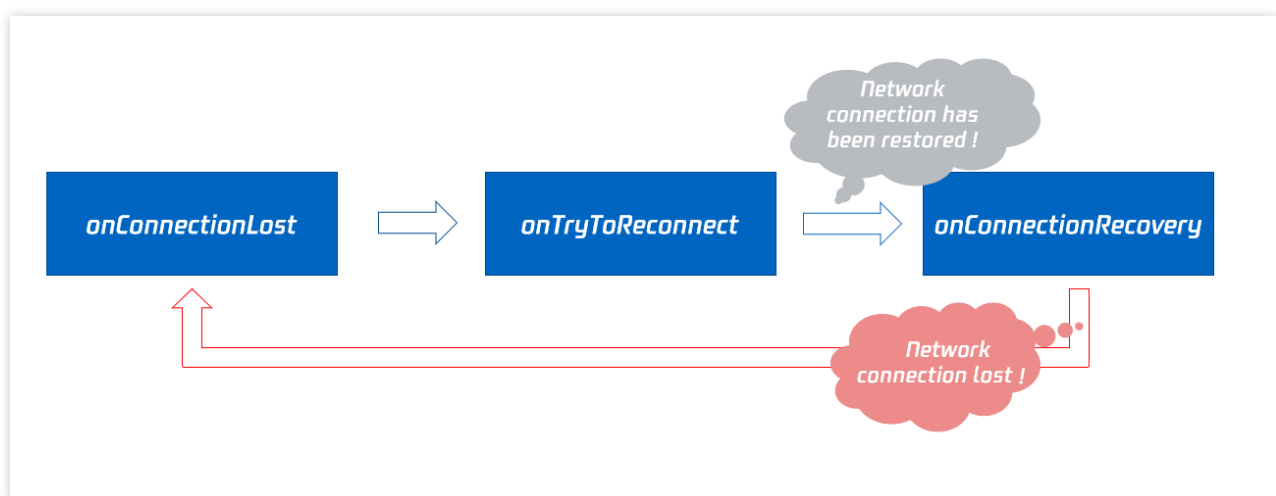 Network
connection has
been restored !
onConnectionLost
onTryToReconnect
onConnectionRecovery
Network
connection lost !